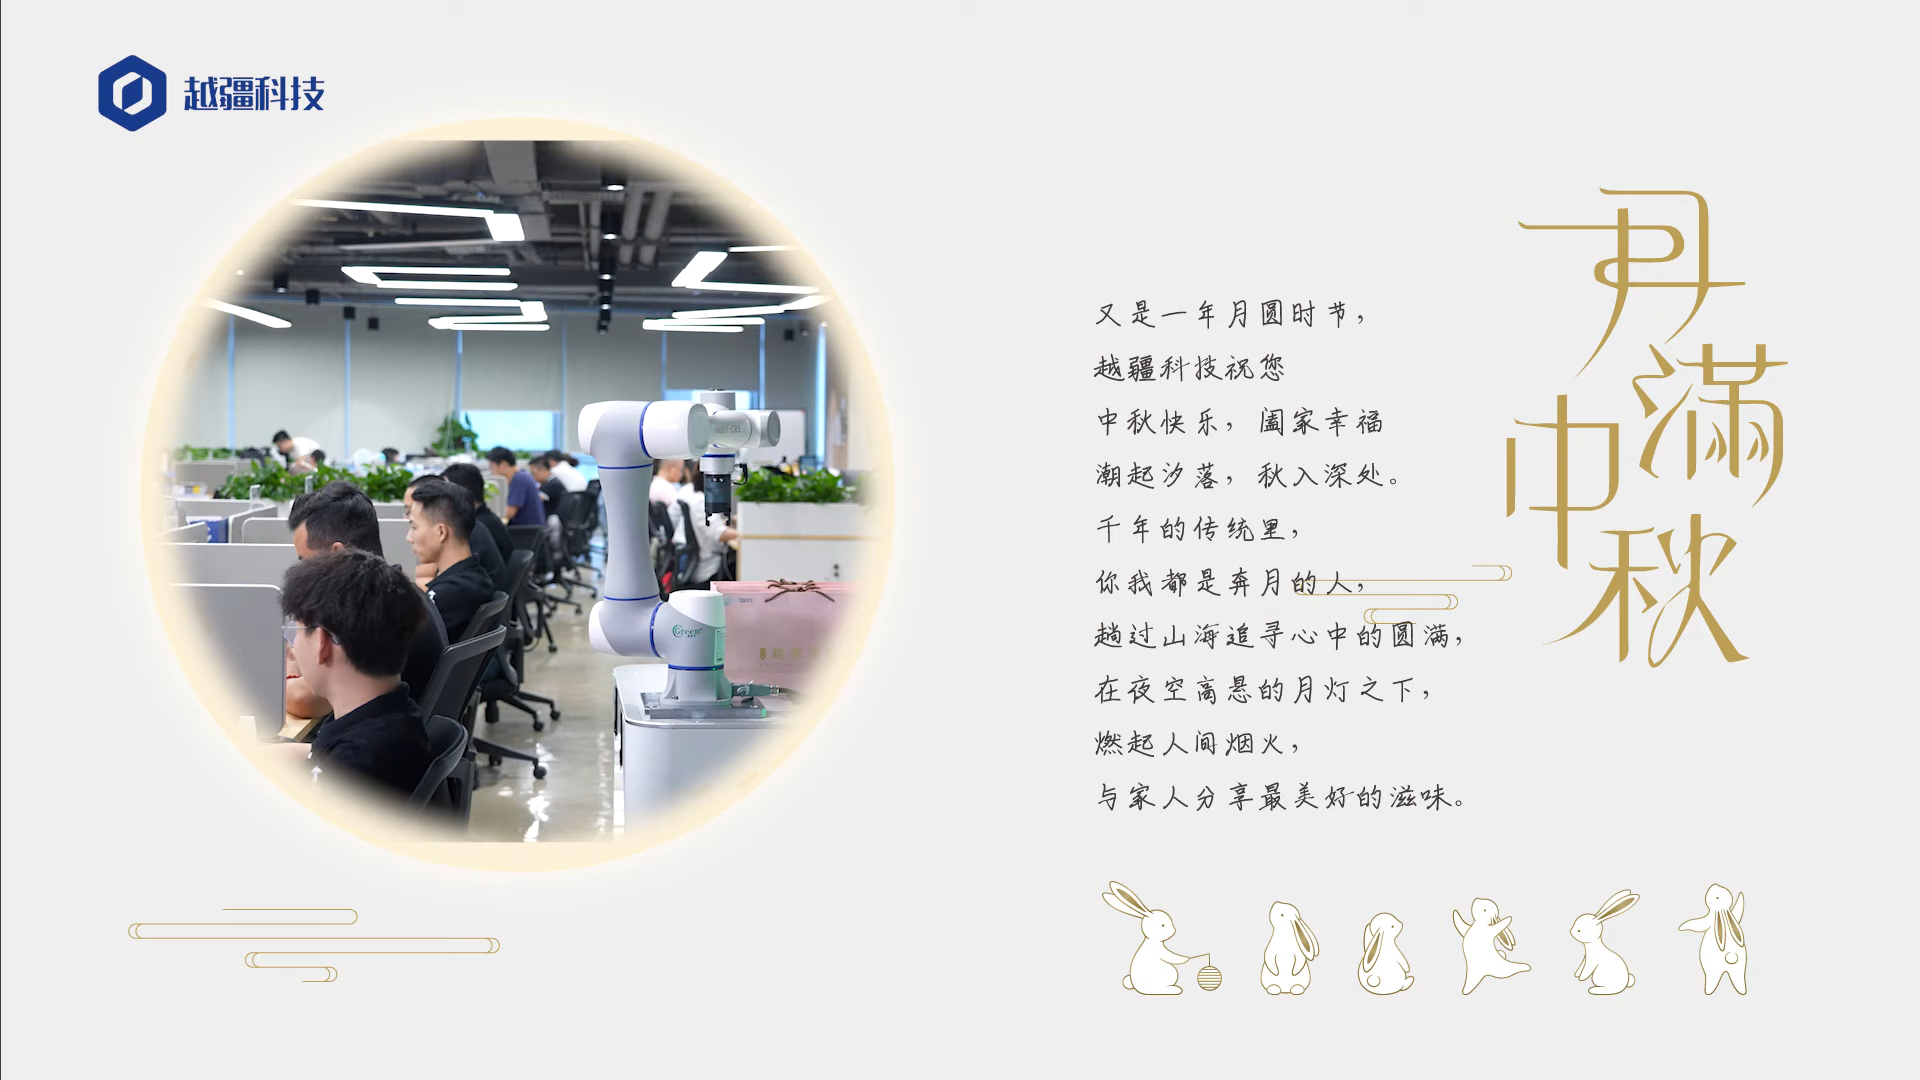 越疆科技
月满中秋
又是一年月圆时节，
越疆科技祝您
中秋快乐，阖家幸福
潮起汐落，秋入深处。
千年的传统里，
你我都是奔月的人，
趟过山海追寻心中的圆满，
在夜空高悬的月灯之下，
燃起人间烟火，
与家人分享最美好的滋味。
Green